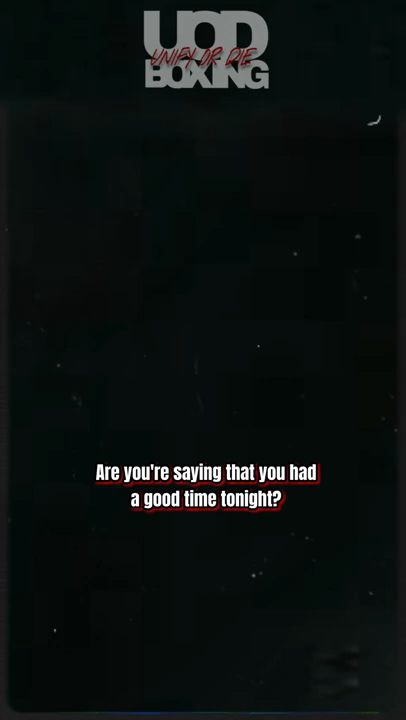 UOD
UNIFY OR DIE
BOXING
Are you're saying that you had
a good time tonight?